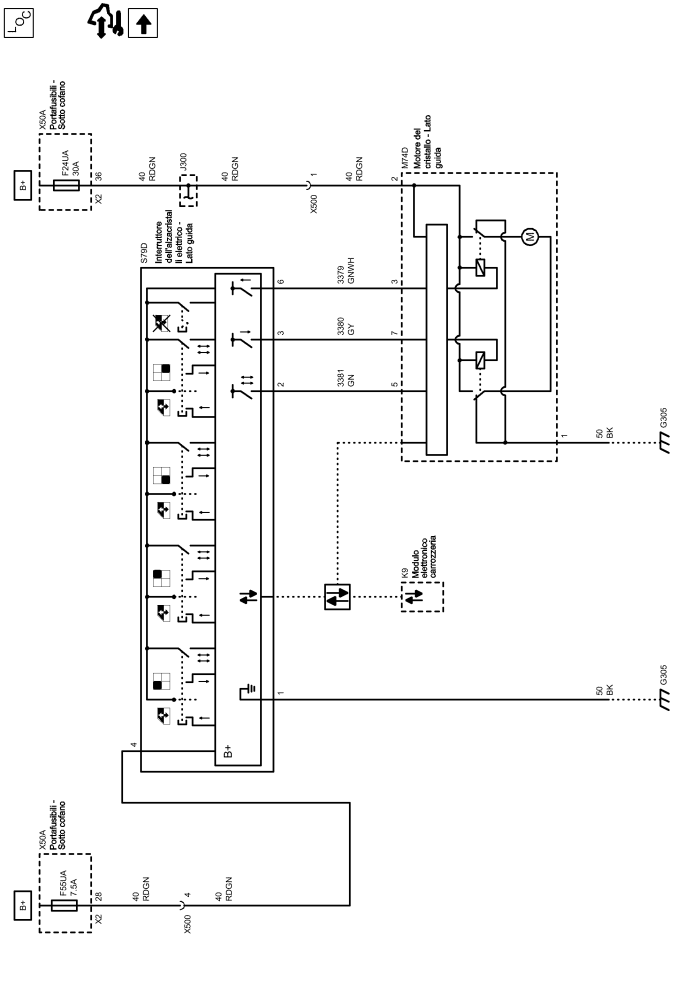 LOC
B+
X50A
Portafusibili -
Sotto cofano
F55UA
7.5A
X2
28
40
RDGN
X500
4
40
RDGN
B+
X50A
Portafusibili -
Sotto cofano
F24UA
30A
X2
36
40
RDGN
J300
40
RDGN
X500
1
40
RDGN
2
S79D
Interruttore
dell'alzacristal
li elettrico -
Lato guida
4
B+
1
50
BK
G305
K9
Modulo
elettronico
carrozzeria
2
3381
GN
5
3
3380
GY
7
6
3379
GNWH
3
M74D
Motore del
cristallo - Lato
guida
M
1
50
BK
G305